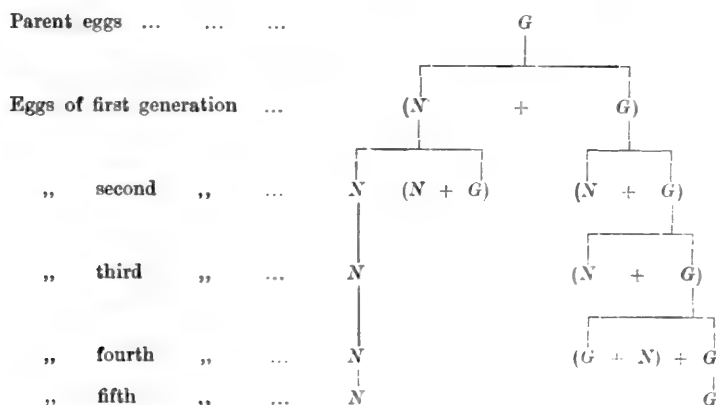 Parent eggs ... ... ... G
Eggs of first generation ... (N + G)
,, second ,, ... N (N + G) (N + G)
,, third ,, ... N (N + G)
,, fourth ,, ... N (G + N) + G
,, fifth ,, ... N G